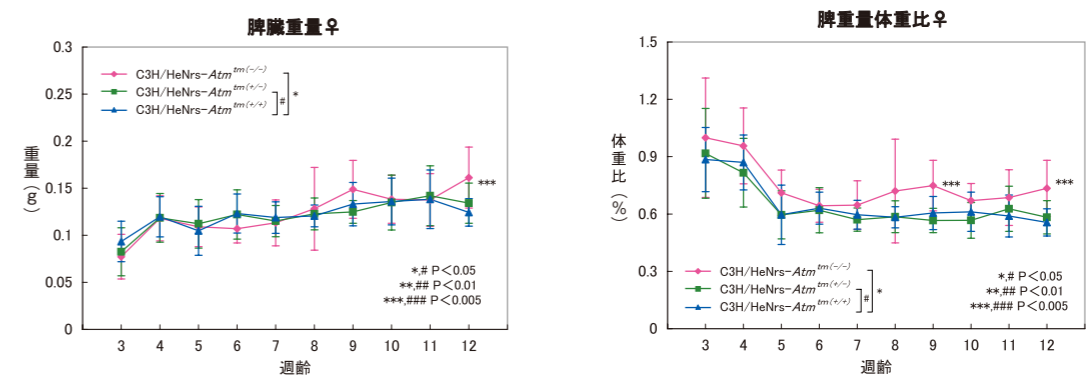 脾臓重量♀
0.3
0.25
0.2
0.15
0.1
0.05
0
重量(g)
C3H/HeNrs-Atm tm(-/-)
C3H/HeNrs-Atm tm(+/-)
C3H/HeNrs-Atm tm(+/+)
#
*
***
*,# P<0.05
**,## P<0.01
***,### P<0.005
3 4 5 6 7 8 9 10 11 12
週齢
脾重量体重比♀
1.5
1.2
0.9
0.6
0.3
0
体重比(%)
***
***
C3H/HeNrs-Atm tm(-/-)
C3H/HeNrs-Atm tm(+/-)
C3H/HeNrs-Atm tm(+/+)
#
*
*,# P<0.05
**,## P<0.01
***,### P<0.005
3 4 5 6 7 8 9 10 11 12
週齢